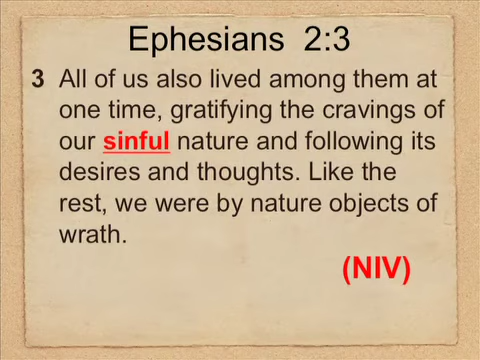 Ephesians 2:3
3 All of us also lived among them at
one time, gratifying the cravings of
our sinful nature and following its
desires and thoughts. Like the
rest, we were by nature objects of
wrath.
(NIV)